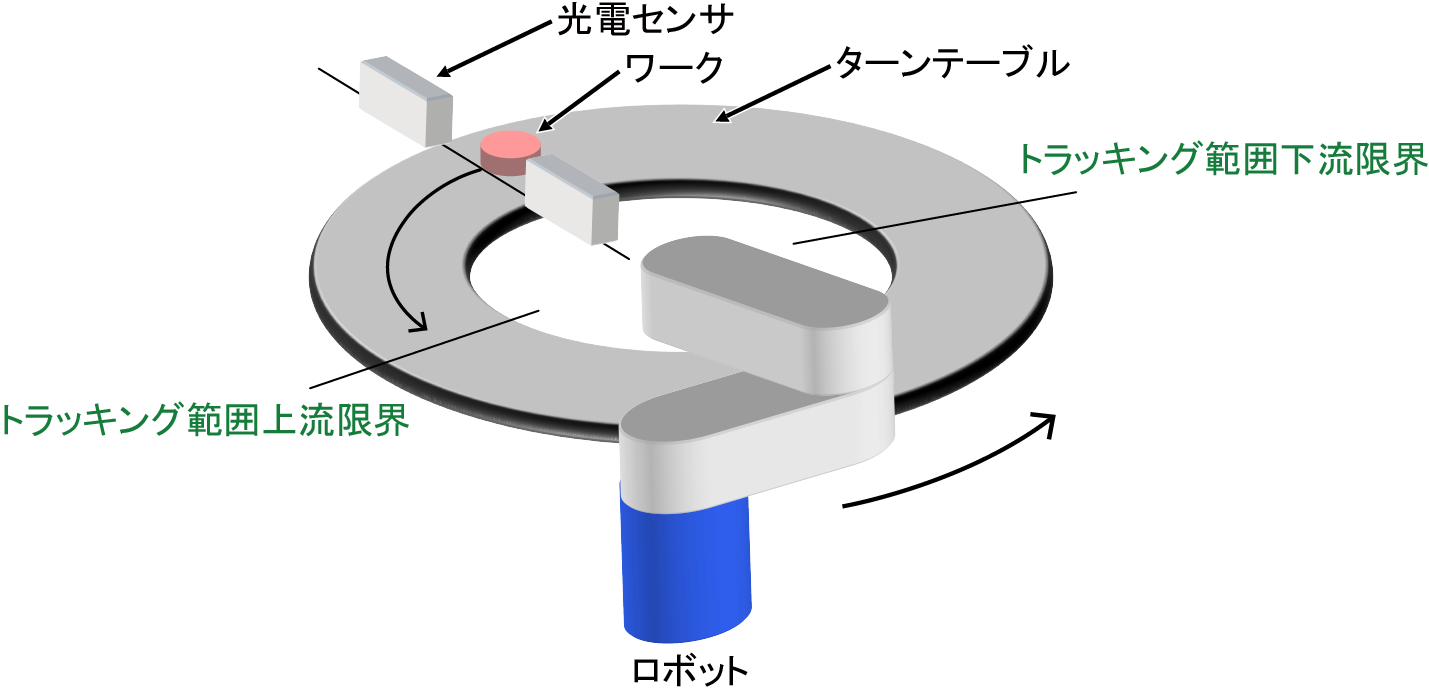 光電センサ
ワーク
ターンテーブル
トラッキング範囲下流限界
トラッキング範囲上流限界
ロボット